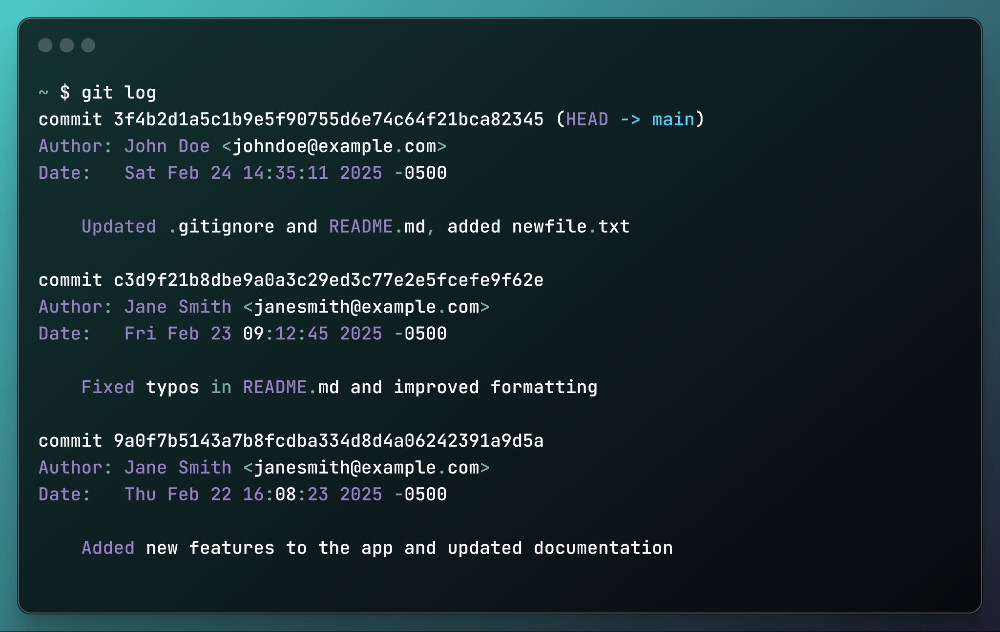 ~ $ git log
commit 3f4b2d1a5c1b9e5f90755d6e74c64f21bca82345 (HEAD -> main)
Author: John Doe <johndoe@example.com>
Date:   Sat Feb 24 14:35:11 2025 -0500
    Updated .gitignore and README.md, added newfile.txt
commit c3d9f21b8dbe9a0a3c29ed3c77e2e5fcefe9f62e
Author: Jane Smith <janesmith@example.com>
Date:   Fri Feb 23 09:12:45 2025 -0500
    Fixed typos in README.md and improved formatting
commit 9a0f7b5143a7b8fcdba334d8d4a06242391a9d5a
Author: Jane Smith <janesmith@example.com>
Date:   Thu Feb 22 16:08:23 2025 -0500
    Added new features to the app and updated documentation